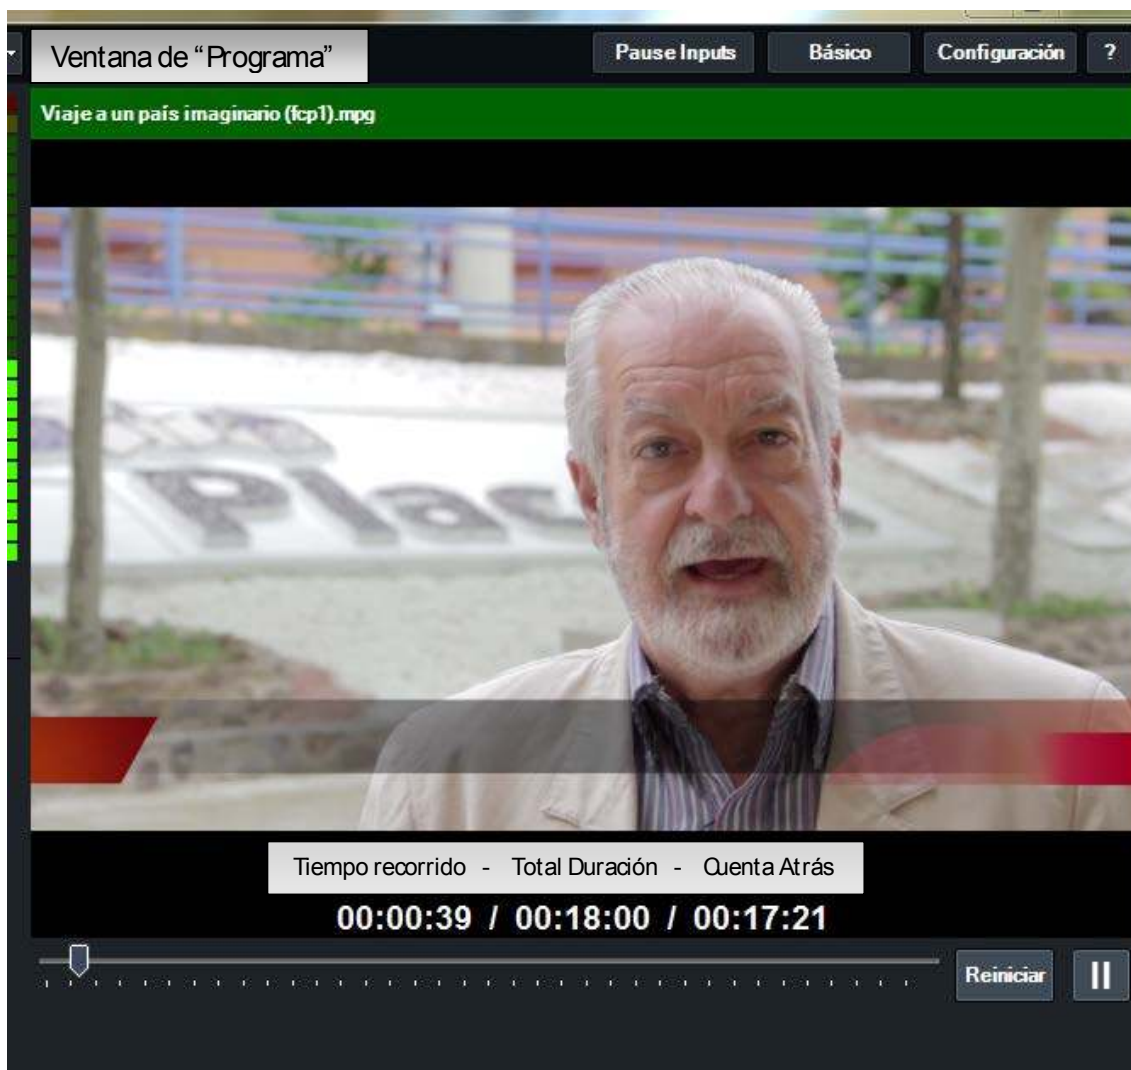 Ventana de “Programa”
Pause Inputs
Básico
Configuración
?
Viaje a un país imaginario (fcp1).mpg
Tiempo recorrido - Total Duración - Cuenta Atrás
00:00:39 / 00:18:00 / 00:17:21
Reiniciar